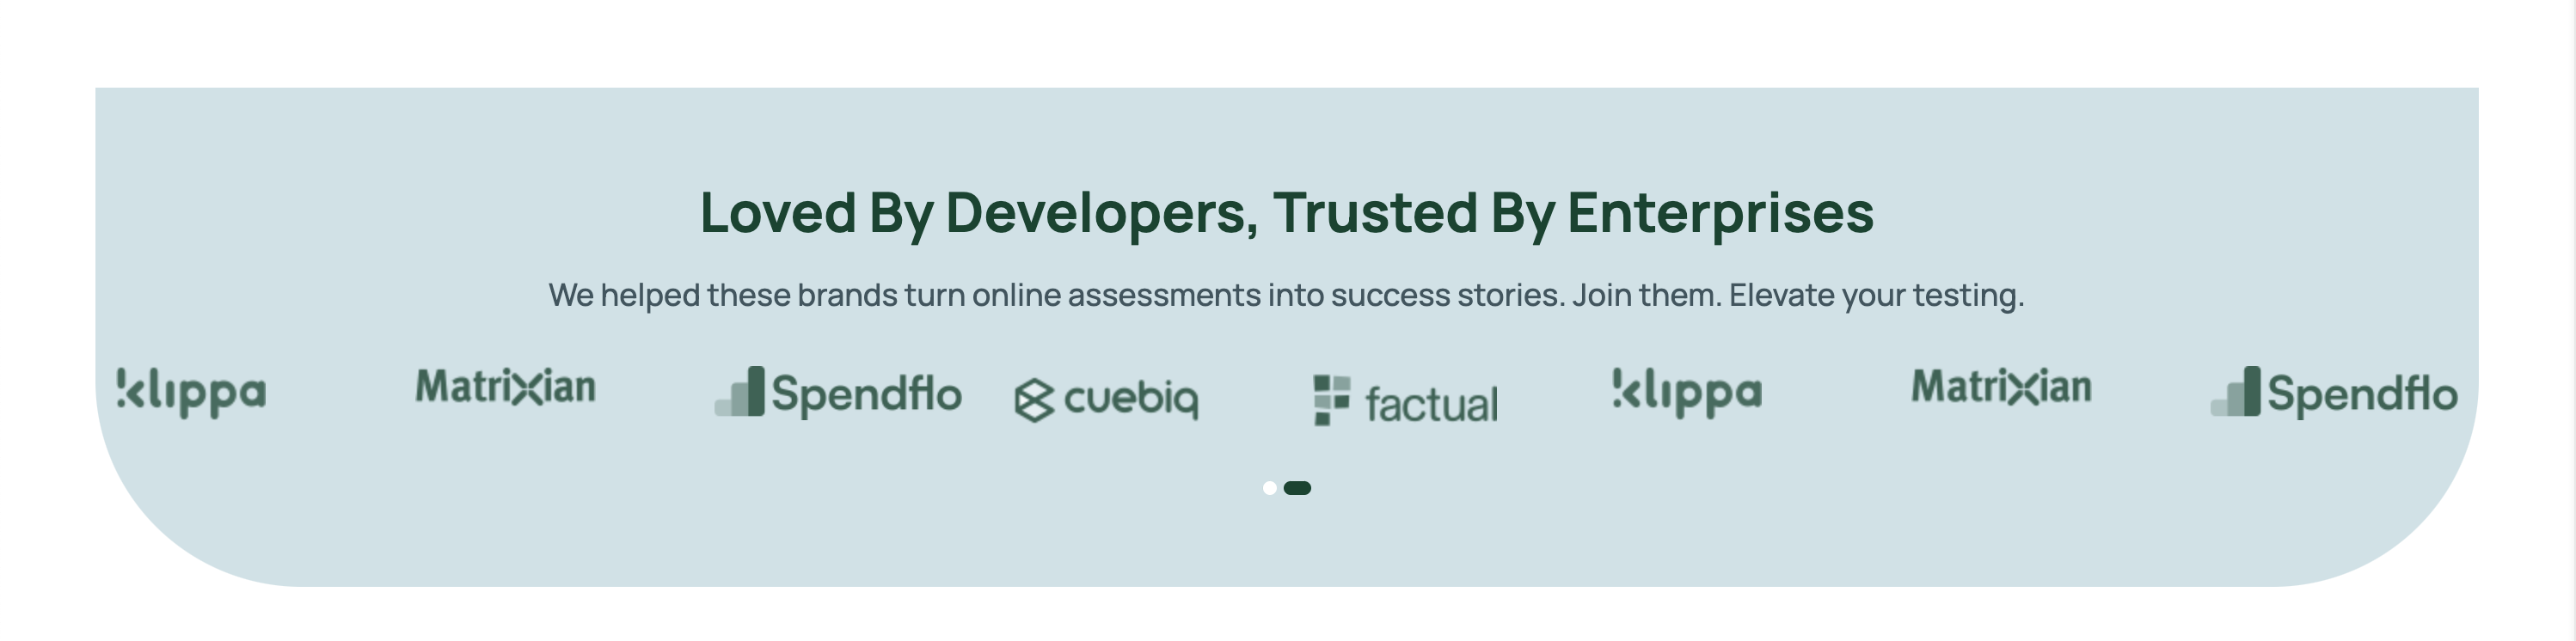 Loved By Developers, Trusted By Enterprises
We helped these brands turn online assessments into success stories. Join them. Elevate your testing.
klippa MatriXian Spendflo cuebiq factual klippa MatriXian Spendflo